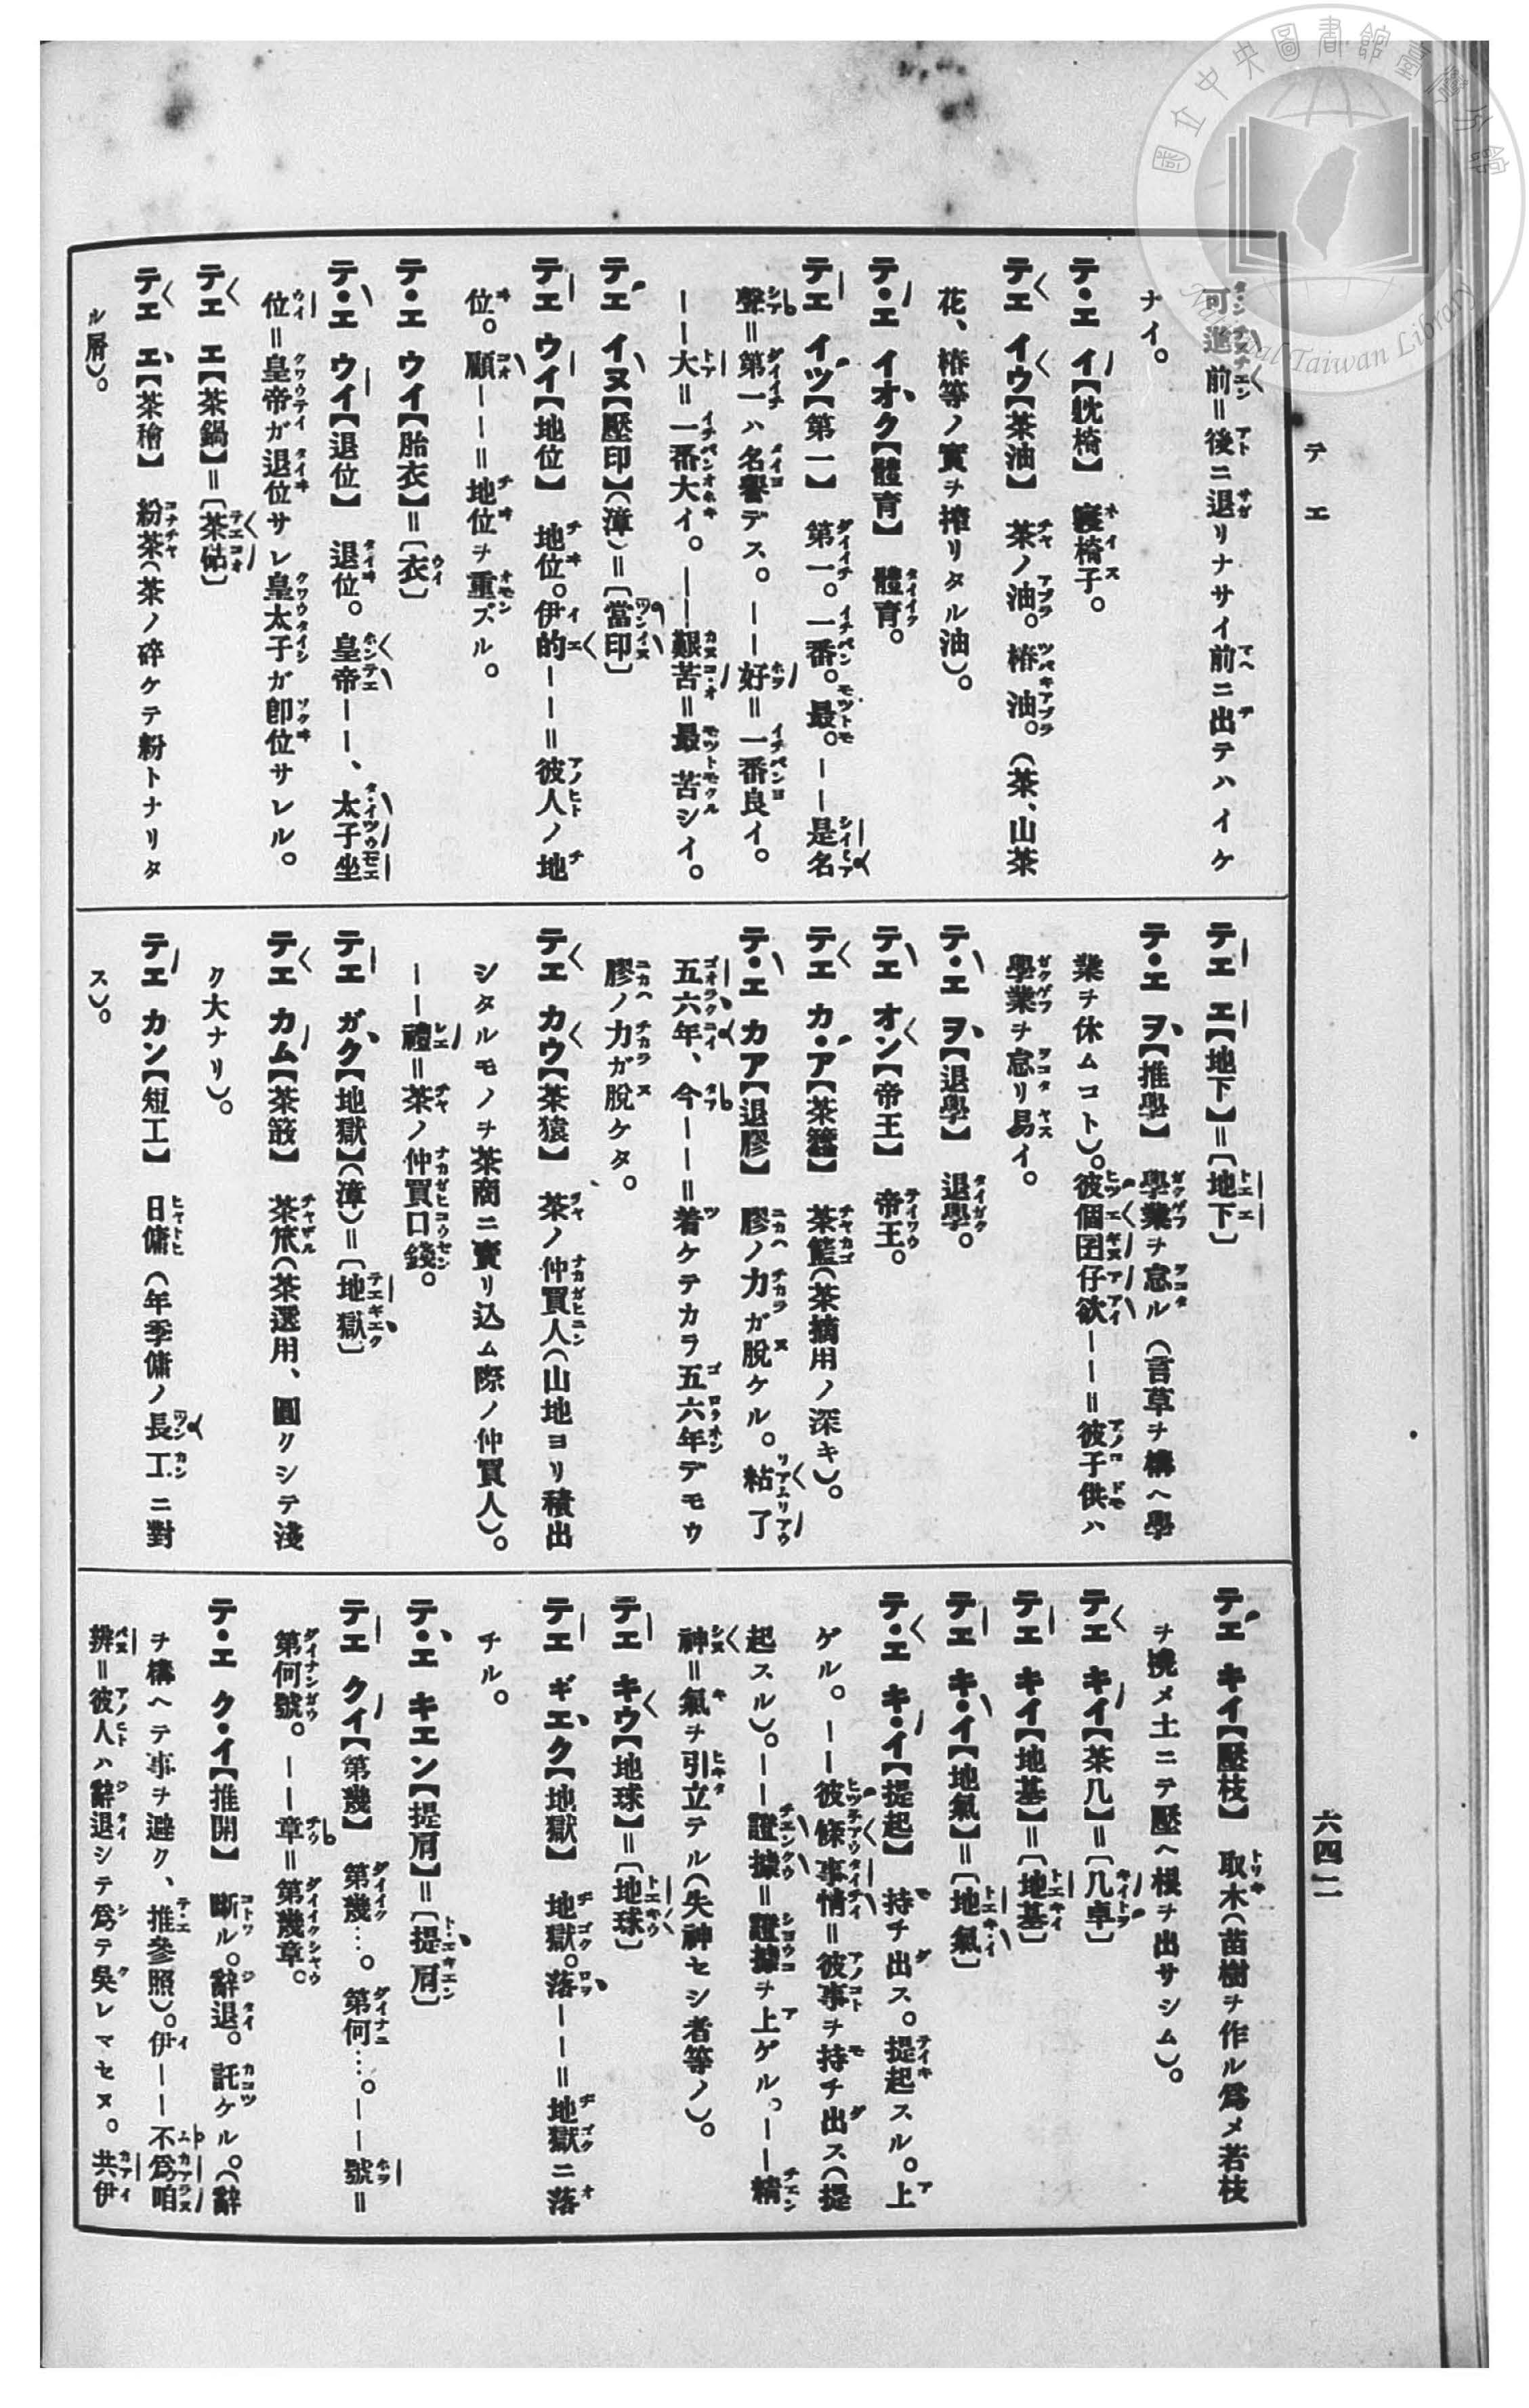 國立中央圖書館臺灣分館
National Taiwan Library
テエ
六四二
可進前=後ニ退リナサイ前ニ出テハイケ
ナイ。
テ・エ イ【枕椅】 寢椅子。
テエ イウ【茶油】 茶ノ油。椿油。(茶、山茶
花、椿等ノ實ヲ搾リタル油)。
テ・エ イオク【體育】 體育。
テエ イツ【第一】 第一。一番。最。——是名
聲=第一ハ名譽デス。——好=一番良イ。
——大=一番大イ。——艱苦=最苦シイ。
テエ イヌ【壓印】(漳)=〔當印〕
テエ ウイ【地位】 地位。伊的——=彼人ノ地
位。顧——=地位ヲ重ズル。
テ・エ ウイ【胎衣】=〔衣〕
テ・エ ウイ【退位】 退位。皇帝——、太子坐
位=皇帝ガ退位サレ皇太子ガ卽位サレル。
テエ エ【茶鍋】=〔茶砧〕
テエ エ【茶穡】 粉茶(茶ノ碎ケテ粉トナリタ
ル屑)。
テエ エ【地下】=〔地下〕
テ・エ ヲ【推學】 學業ヲ怠ル(言草ヲ構ヘ學
業ヲ休ムコト)。彼個囝仔欲——=彼子供ハ
學業ヲ怠リ易イ。
テ・エ ヲ【退學】 退學。
テエ オン【帝王】 帝王。
テエ カ・ア【茶簥】 茶籃(茶摘用ノ深キ)。
テ・エ カア【退膠】 膠ノ力ガ脫ケル。粘了
五六年、今——=着ケテカラ五六年デモウ
膠ノ力ガ脫ケタ。
テエ カウ【茶猿】 茶ノ仲買人(山地ヨリ積出
シタルモノヲ茶商ニ賣リ込ム際ノ仲買人)。
——禮=茶ノ仲買口錢。
テエ ガク【地獄】(漳)=〔地獄〕
テエ カム【茶𥬠】 茶笊(茶選用、圓クシテ淺
ク大ナリ)。
テエ カン【短工】 日傭(年季傭ノ長工ニ對
ス)。
テエ キイ【壓枝】 取木(苗樹ヲ作ル爲メ若枝
ヲ撓メ土ニテ壓ヘ根ヲ出サシム)。
テエ キイ【茶几】=〔几卓〕
テエ キイ【地基】=〔地基〕
テエ キ・イ【地氣】=〔地氣〕
テ・エ キ・イ【提起】 持チ出ス。提起スル。上
ゲル。——彼條事情=彼事ヲ持チ出ス(提
起スル)。——證據=證據ヲ上ゲル。——精
神=氣ヲ引立テル(失神セシ者等ノ)。
テエ キウ【地球】=〔地球〕
テエ ギエク【地獄】 地獄。落——=地獄ニ落
チル。
テ・エ キエン【提肩】=〔提肩〕
テエ クイ【第幾】 第幾…。第何…。——號=
第何號。——章=第幾章。
テ・エ ク・イ【推開】 斷ル。辭退。託ケル。(辭
ヲ構ヘテ事ヲ避ク、推參照)。伊——不爲咱
辨=彼人ハ辭退シテ爲テ吳レマセヌ。共伊